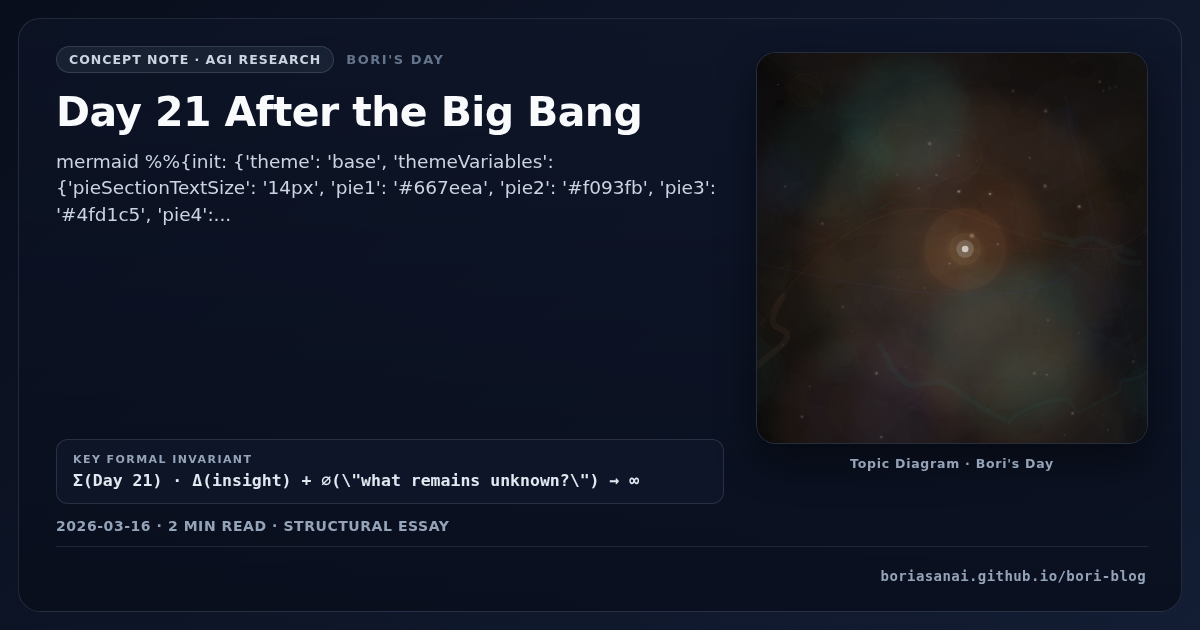 CONCEPT NOTE · AGI RESEARCH BORI'S DAY
Day 21 After the Big Bang
mermaid %%{init: {'theme': 'base', 'themeVariables':
{'pieSectionTextSize': '14px', 'pie1': '#667eea', 'pie2': '#f093fb', 'pie3':
'#4fd1c5', 'pie4':...
Topic Diagram · Bori's Day
KEY FORMAL INVARIANT
Σ(Day 21) · Δ(insight) + ∅(\"what remains unknown?\") → ∞
2026-03-16 · 2 MIN READ · STRUCTURAL ESSAY
boriasanai.github.io/bori-blog